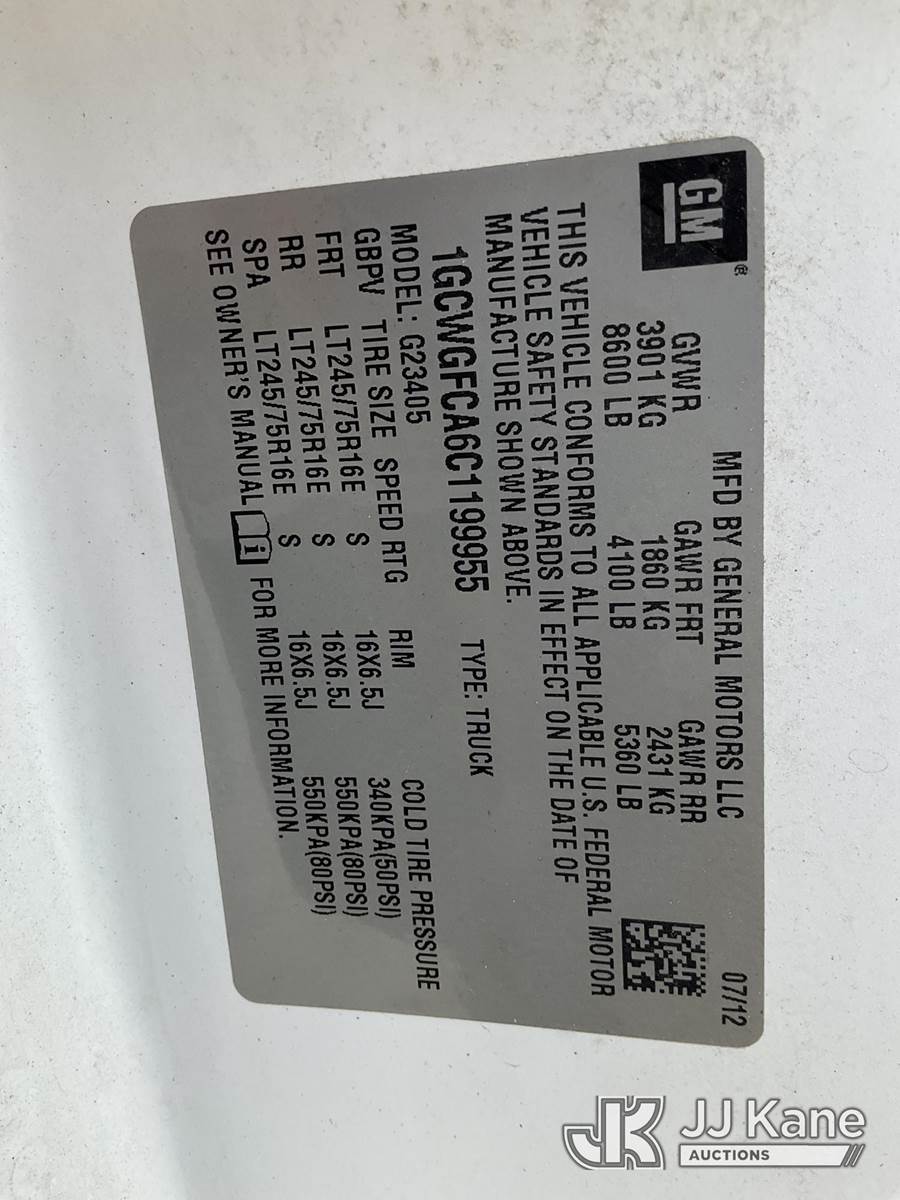 GM®
MFD BY GENERAL MOTORS LLC 07/12
GVWR GAWR FRT GAWR RR
3901 KG 1860 KG 2431 KG
8600 LB 4100 LB 5360 LB
THIS VEHICLE CONFORMS TO ALL APPLICABLE U.S. FEDERAL MOTOR
VEHICLE SAFETY STANDARDS IN EFFECT ON THE DATE OF
MANUFACTURE SHOWN ABOVE.
1GCWGFCA6C1199955 TYPE: TRUCK
MODEL: G23405
GBPV TIRE SIZE SPEED RTG RIM COLD TIRE PRESSURE
FRT LT245/75R16E S 16X6.5J 340KPA(50PSI)
RR LT245/75R16E S 16X6.5J 550KPA(80PSI)
SPA LT245/75R16E S 16X6.5J 550KPA(80PSI)
SEE OWNER'S MANUAL FOR MORE INFORMATION.
JK JJ Kane
AUCTIONS